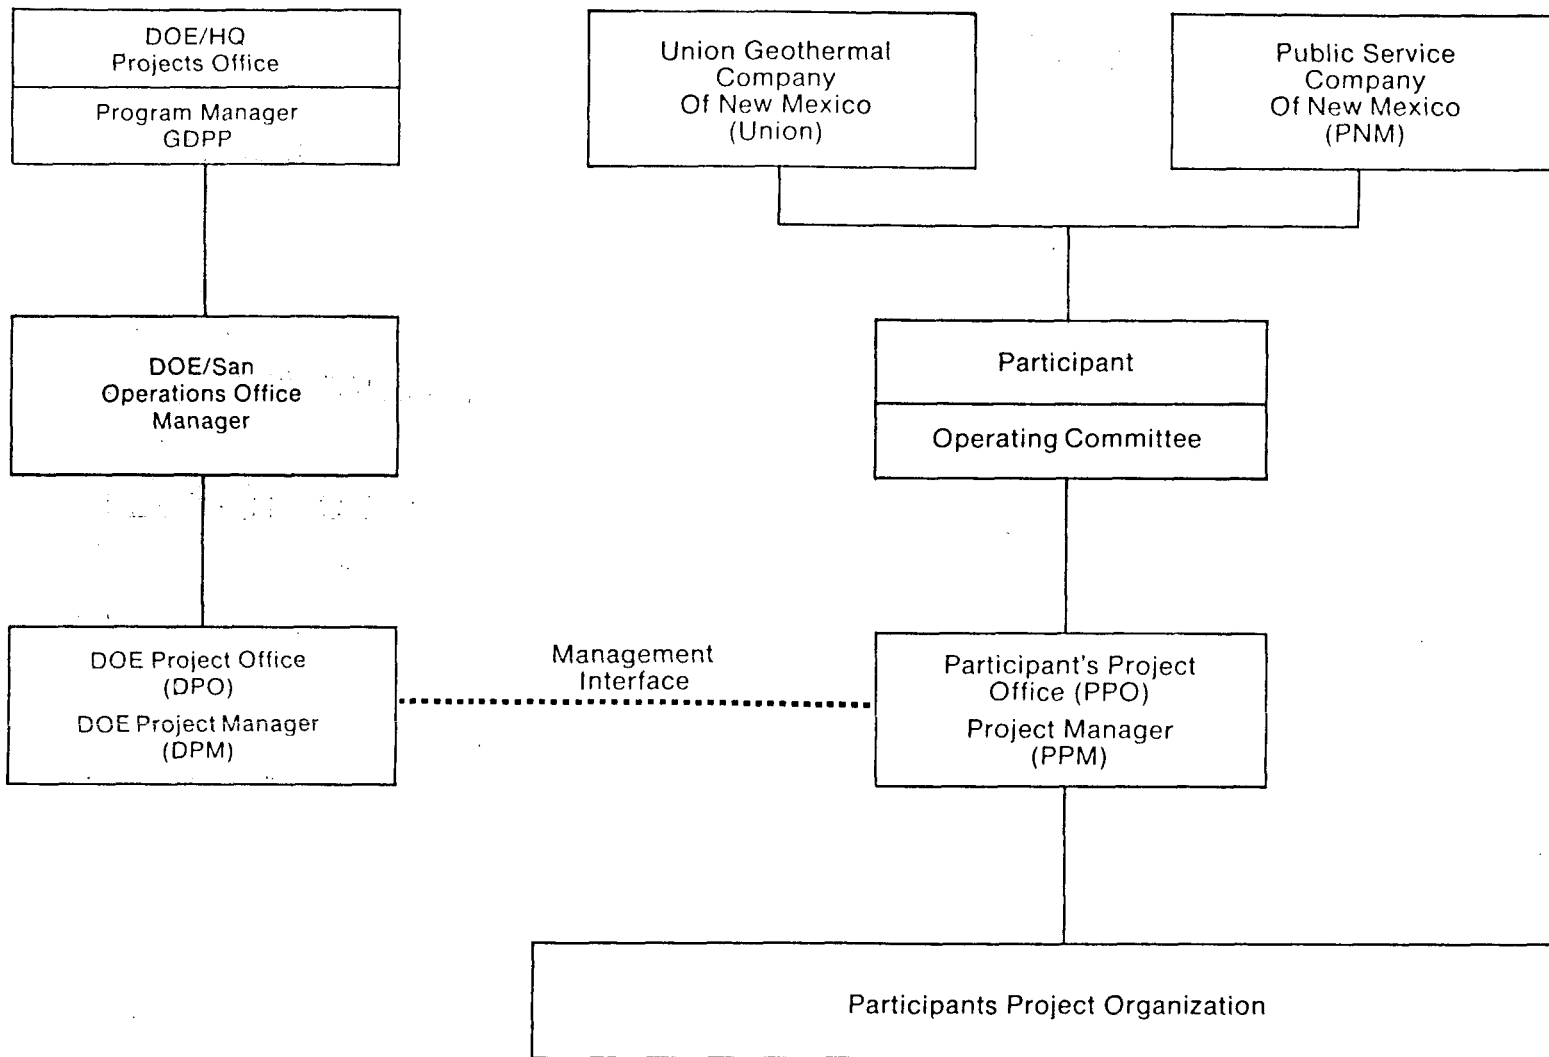 DOE/HQ
Projects Office
Program Manager
GDPP
Union Geothermal
Company
Of New Mexico
(Union)
Public Service
Company
Of New Mexico
(PNM)
DOE/San
Operations Office
Manager
Participant
Operating Committee
DOE Project Office
(DPO)
DOE Project Manager
(DPM)
Management
Interface
Participant's Project
Office (PPO)
Project Manager
(PPM)
Participants Project Organization